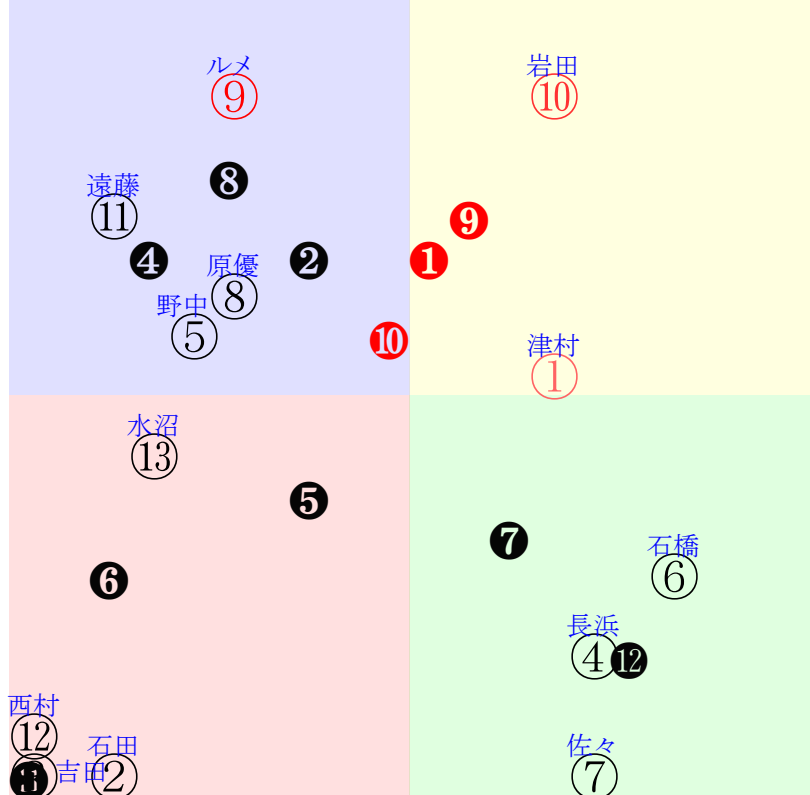 ルメ
⑨
岩田
⑩
❽
遠藤
⑪
❾
❹
原優
❷
❶
⑧
野中
⑤
❿
津村
①
水沼
⑬
❺
❼
石橋
⑥
❻
長浜
④
⓬
西村
⑫
石田
②
吉田
佐々
⑦